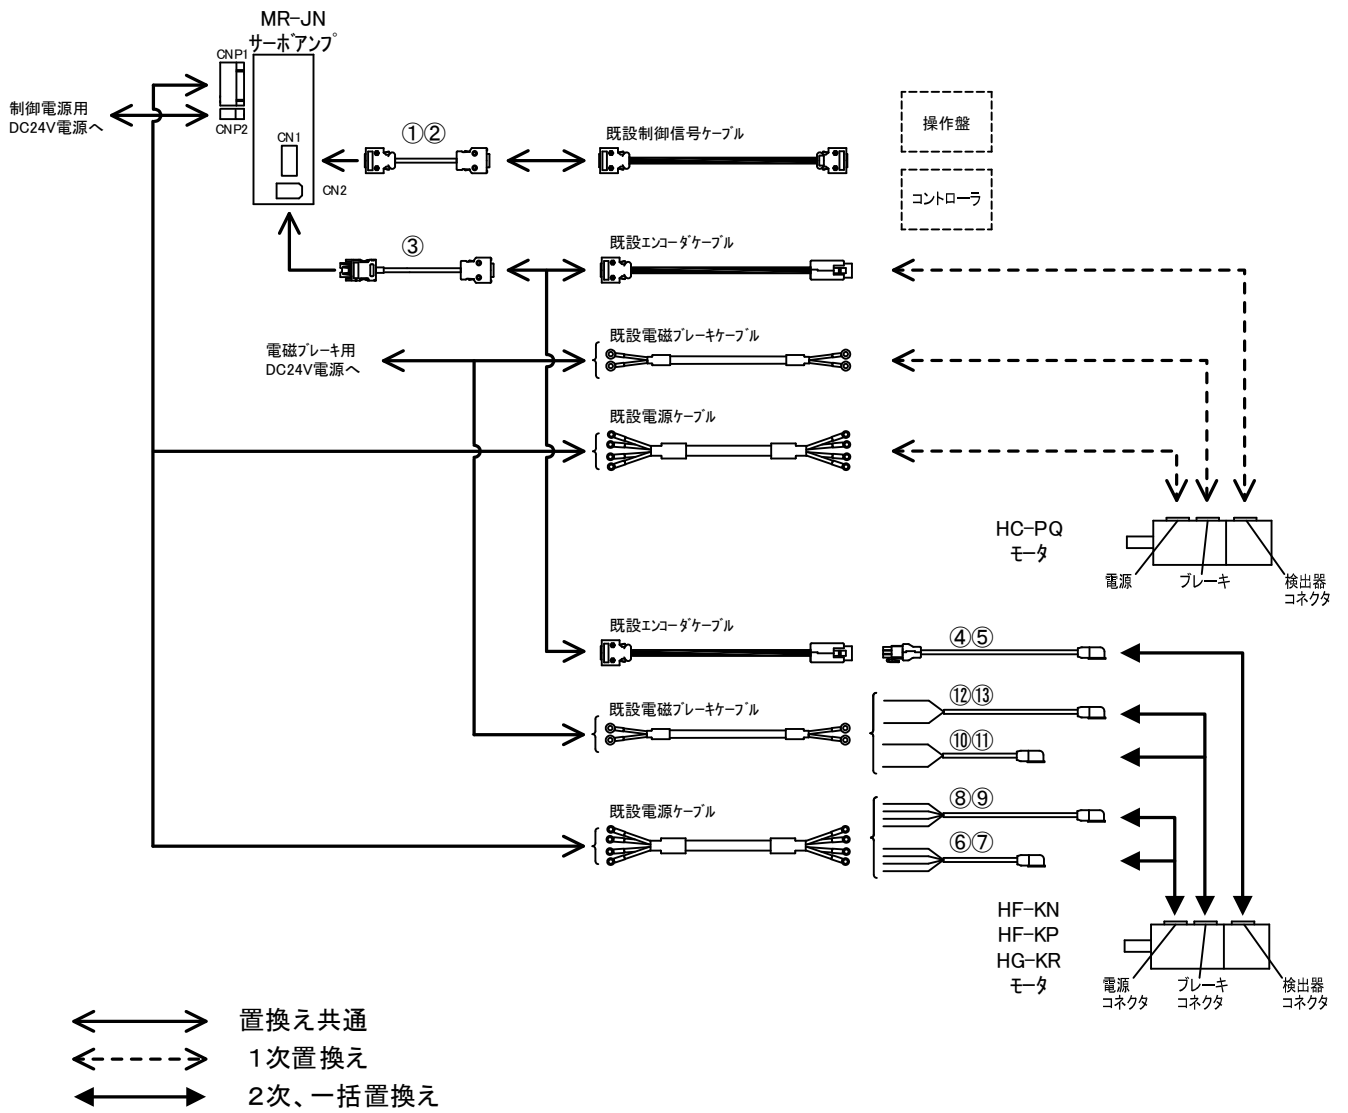 MR-JN
サーボアンプ
CNP1
制御電源用
DC24V電源へ
CNP2
CN1
CN2
①②
既設制御信号ケーブル
操作盤
コントローラ
③
既設エンコーダケーブル
電磁ブレーキ用
DC24V電源へ
既設電磁ブレーキケーブル
既設電源ケーブル
HC-PQ
モータ
電源
ブレーキ
検出器
コネクタ
既設エンコーダケーブル
④⑤
既設電磁ブレーキケーブル
⑫⑬
⑩⑪
既設電源ケーブル
⑧⑨
⑥⑦
HF-KN
HF-KP
HG-KR
モータ
電源
コネクタ
ブレーキ
コネクタ
検出器
コネクタ
置換え共通
1次置換え
2次、一括置換え